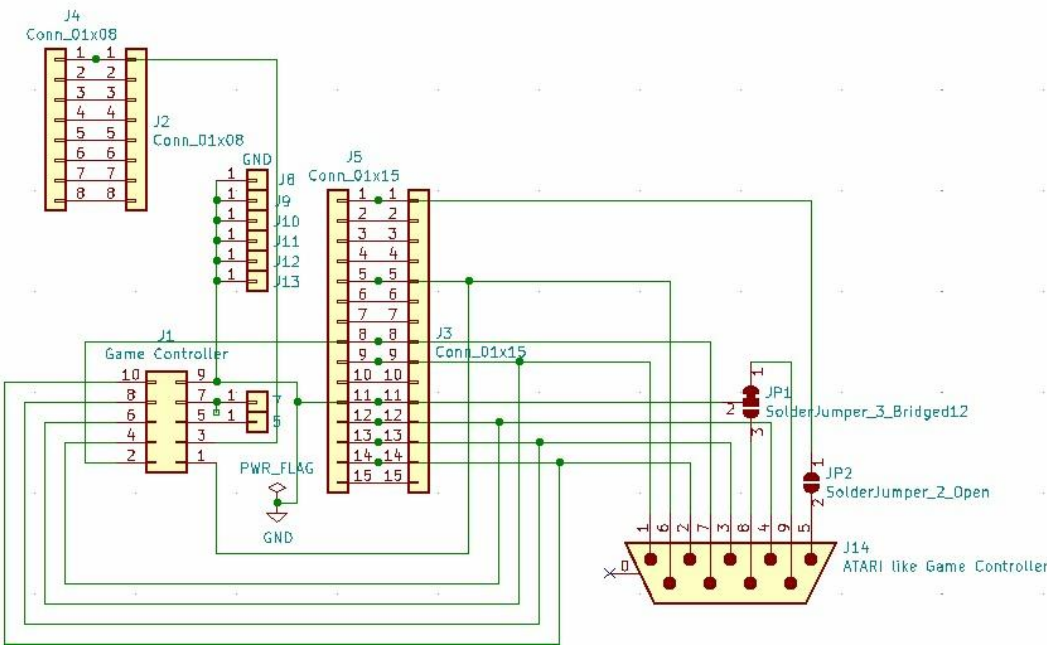 J4
Conn_01x08
1 1
2 2
3 3
4 4
5 5
6 6
7 7
8 8
J2
Conn_01x08
GND
1 J8
1 J9
1 J10
1 J11
1 J12
1 J13
J5
Conn_01x15
1 1
2 2
3 3
4 4
5 5
6 6
7 7
8 8
9 9
10 10
11 11
12 12
13 13
14 14
15 15
J3
Conn_01x15
J1
Game Controller
10 9
8 7
6 5
4 3
2 1
1 7
1 5
PWR_FLAG
GND
1
2
3
JP1
SolderJumper_3_Bridged12
1
2
JP2
SolderJumper_2_Open
1 6 2 7 3 8 4 9 5
0
J14
ATARI like Game Controller